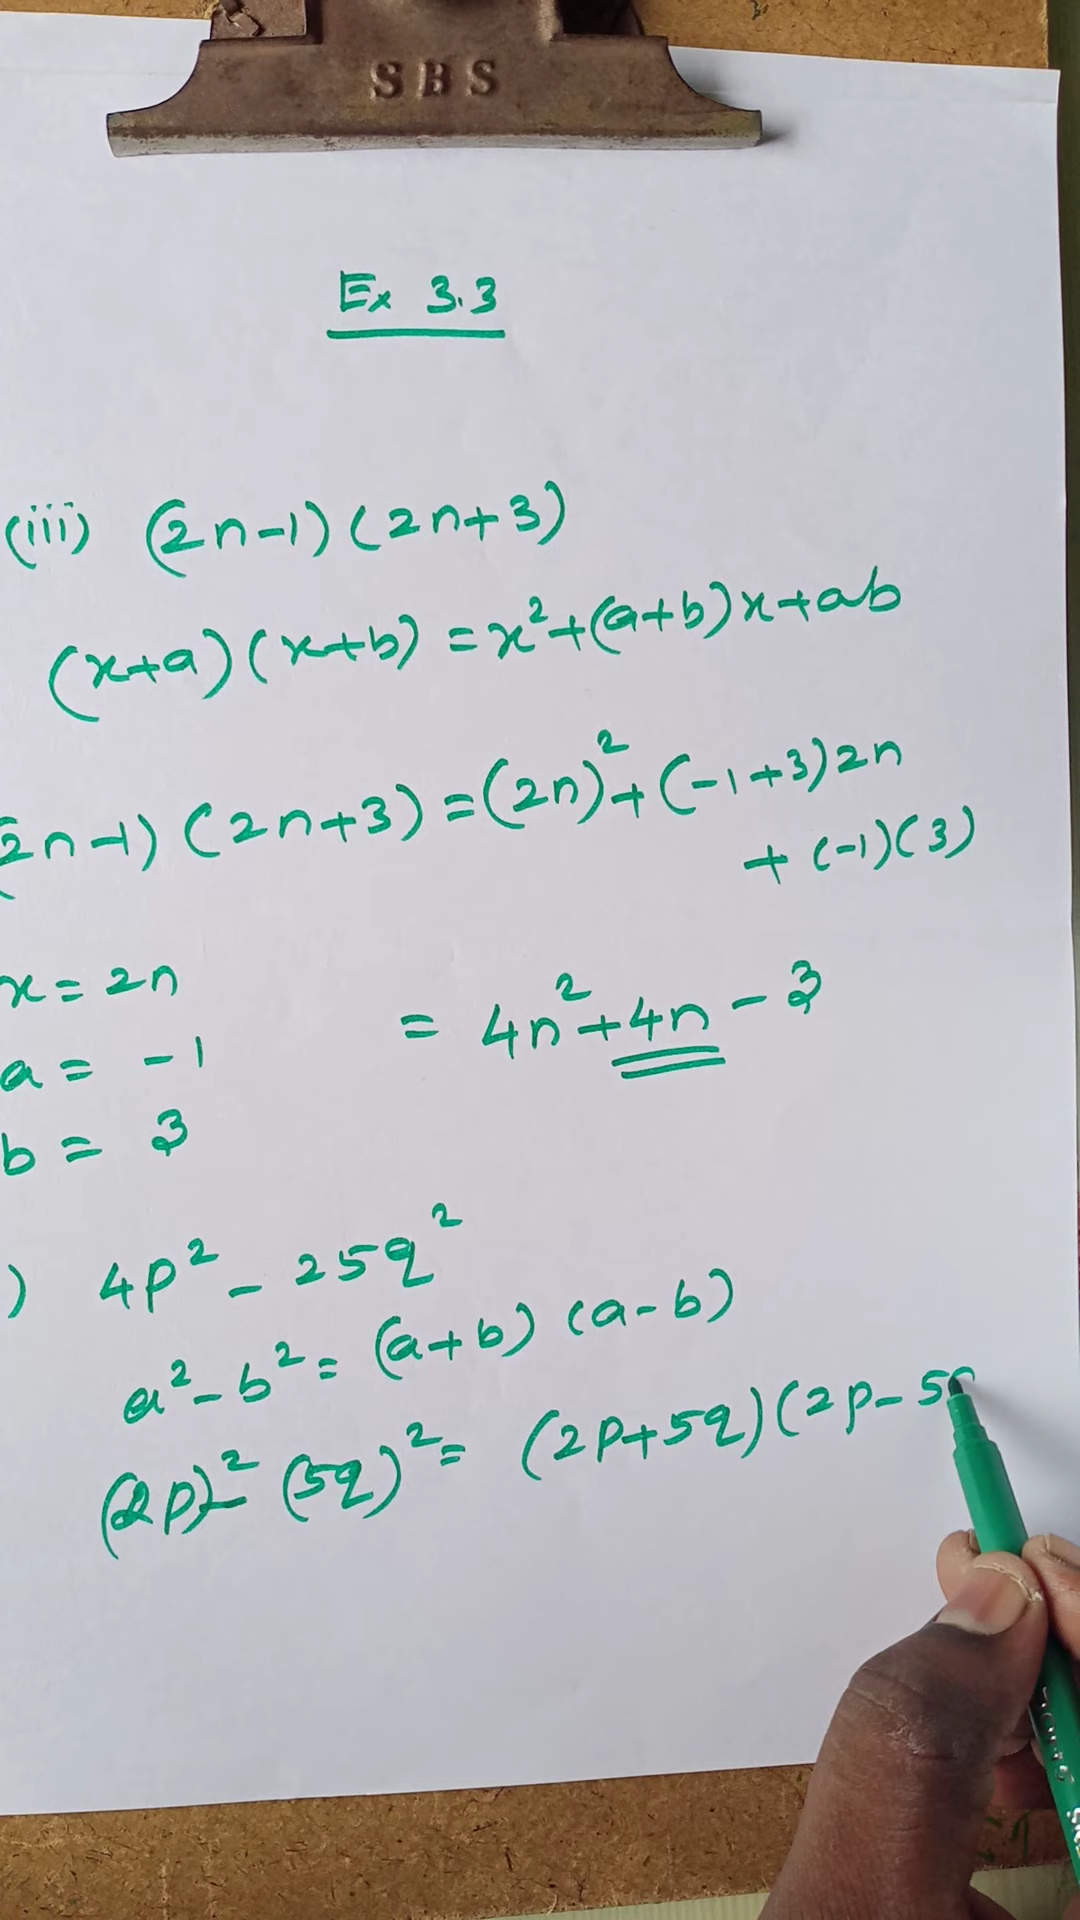 SBS
Ex 3.3
(iii) (2n-1)(2n+3)
(x+a)(x+b) = x²+(a+b)x+ab
2n-1)(2n+3) = (2n)²+(-1+3)2n
+(-1)(3)
x = 2n
= 4n²+4n-3
a = -1
b = 3
) 4p² - 25q²
a²-b² = (a+b)(a-b)
(2p)²-(5q)² = (2p+5q)(2p-5